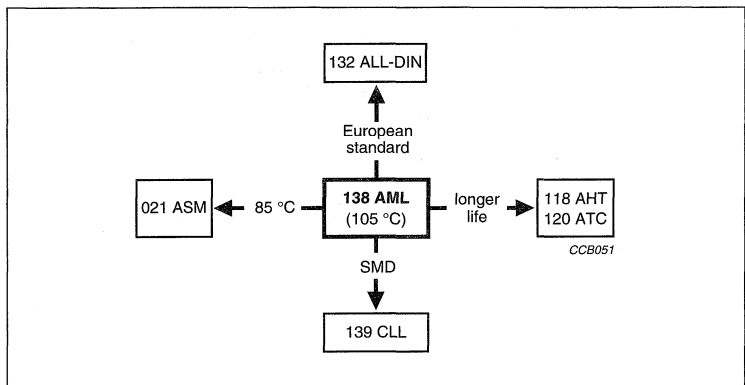 132 ALL-DIN
European
standard
021 ASM
85 °C
138 AML
(105 °C)
longer
life
118 AHT
120 ATC
CCB051
SMD
139 CLL